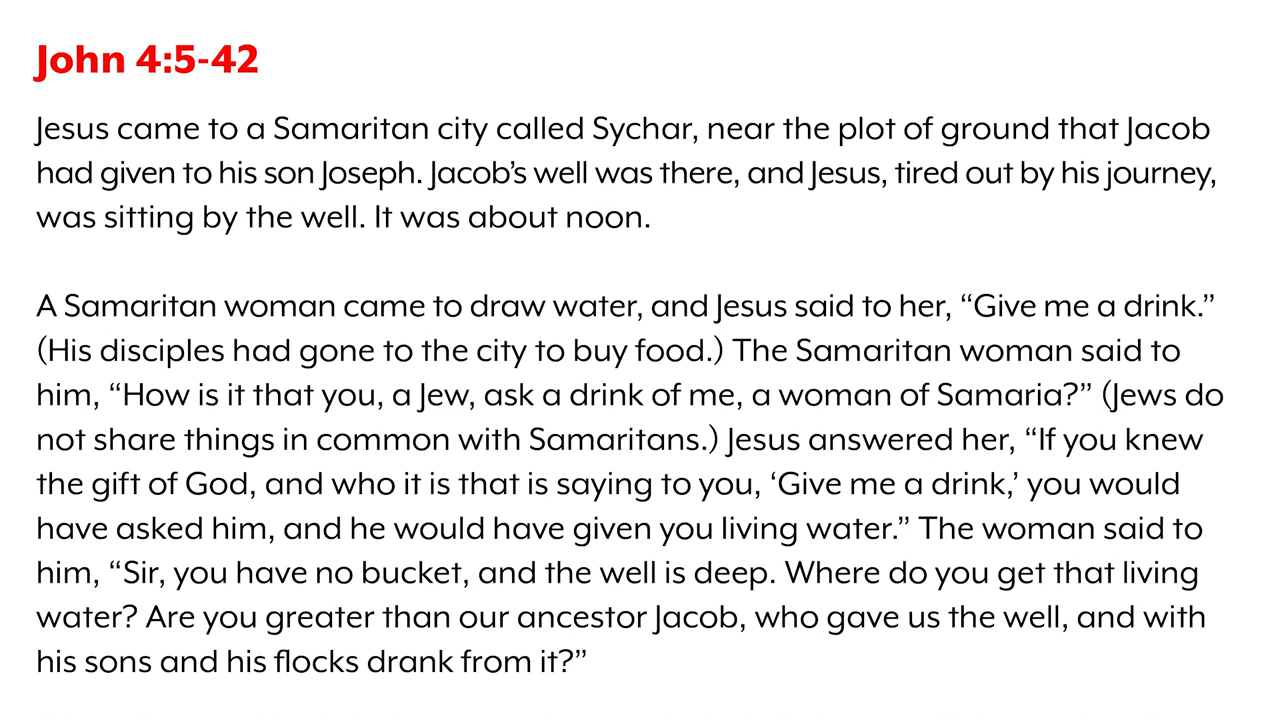 John 4:5-42
Jesus came to a Samaritan city called Sychar, near the plot of ground that Jacob
had given to his son Joseph. Jacob’s well was there, and Jesus, tired out by his journey,
was sitting by the well. It was about noon.
A Samaritan woman came to draw water, and Jesus said to her, “Give me a drink.”
(His disciples had gone to the city to buy food.) The Samaritan woman said to
him, “How is it that you, a Jew, ask a drink of me, a woman of Samaria?” (Jews do
not share things in common with Samaritans.) Jesus answered her, “If you knew
the gift of God, and who it is that is saying to you, ‘Give me a drink,’ you would
have asked him, and he would have given you living water.” The woman said to
him, “Sir, you have no bucket, and the well is deep. Where do you get that living
water? Are you greater than our ancestor Jacob, who gave us the well, and with
his sons and his flocks drank from it?”